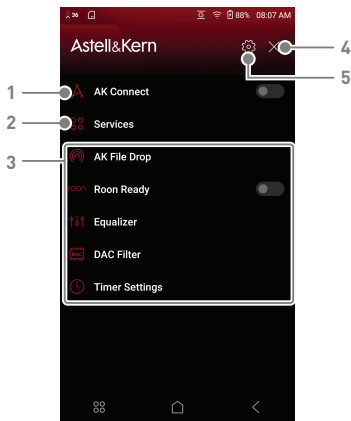 36 88% 08:07 AM
Astell&Kern
4
5
1 AK Connect
2 Services
3 AK File Drop
roon Roon Ready
Equalizer
DAC DAC Filter
Timer Settings